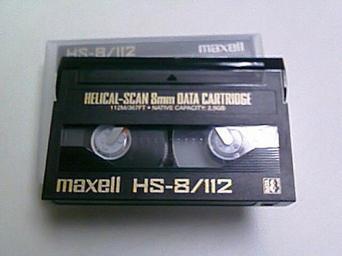 HS-8/112 maxell
HELICAL-SCAN 8mm DATA CARTRIDGE
112M/367FT • NATIVE CAPACITY: 2.5GB
maxell HS-8/112